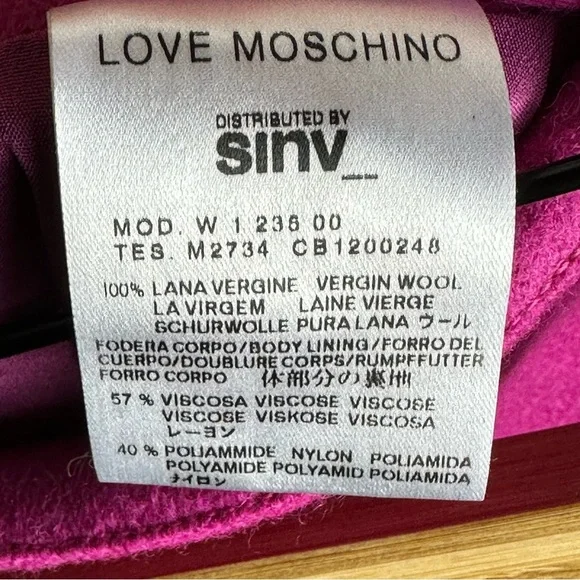 LOVE MOSCHINO
DISTRIBUTED BY
sinv_
MOD. W 1 235 00
TES. M2734 CB1200248
100% LANA VERGINE VERGIN WOOL
LA VIRGEM LAINE VIERGE
SCHURWOLLE PURA LANA ウール
FODERA CORPO/BODY LINING/FORRO DEL
CUERPO/DOUBLURE CORPS/RUMPFFUTTER
FORRO CORPO 体部分の裏地
57 % VISCOSA VISCOSE VISCOSE
VISCOSE VISKOSE VISCOSA
レーヨン
40 % POLIAMMIDE NYLON POLIAMIDA
POLYAMIDE POLYAMID POLIAMIDA
ナイロン